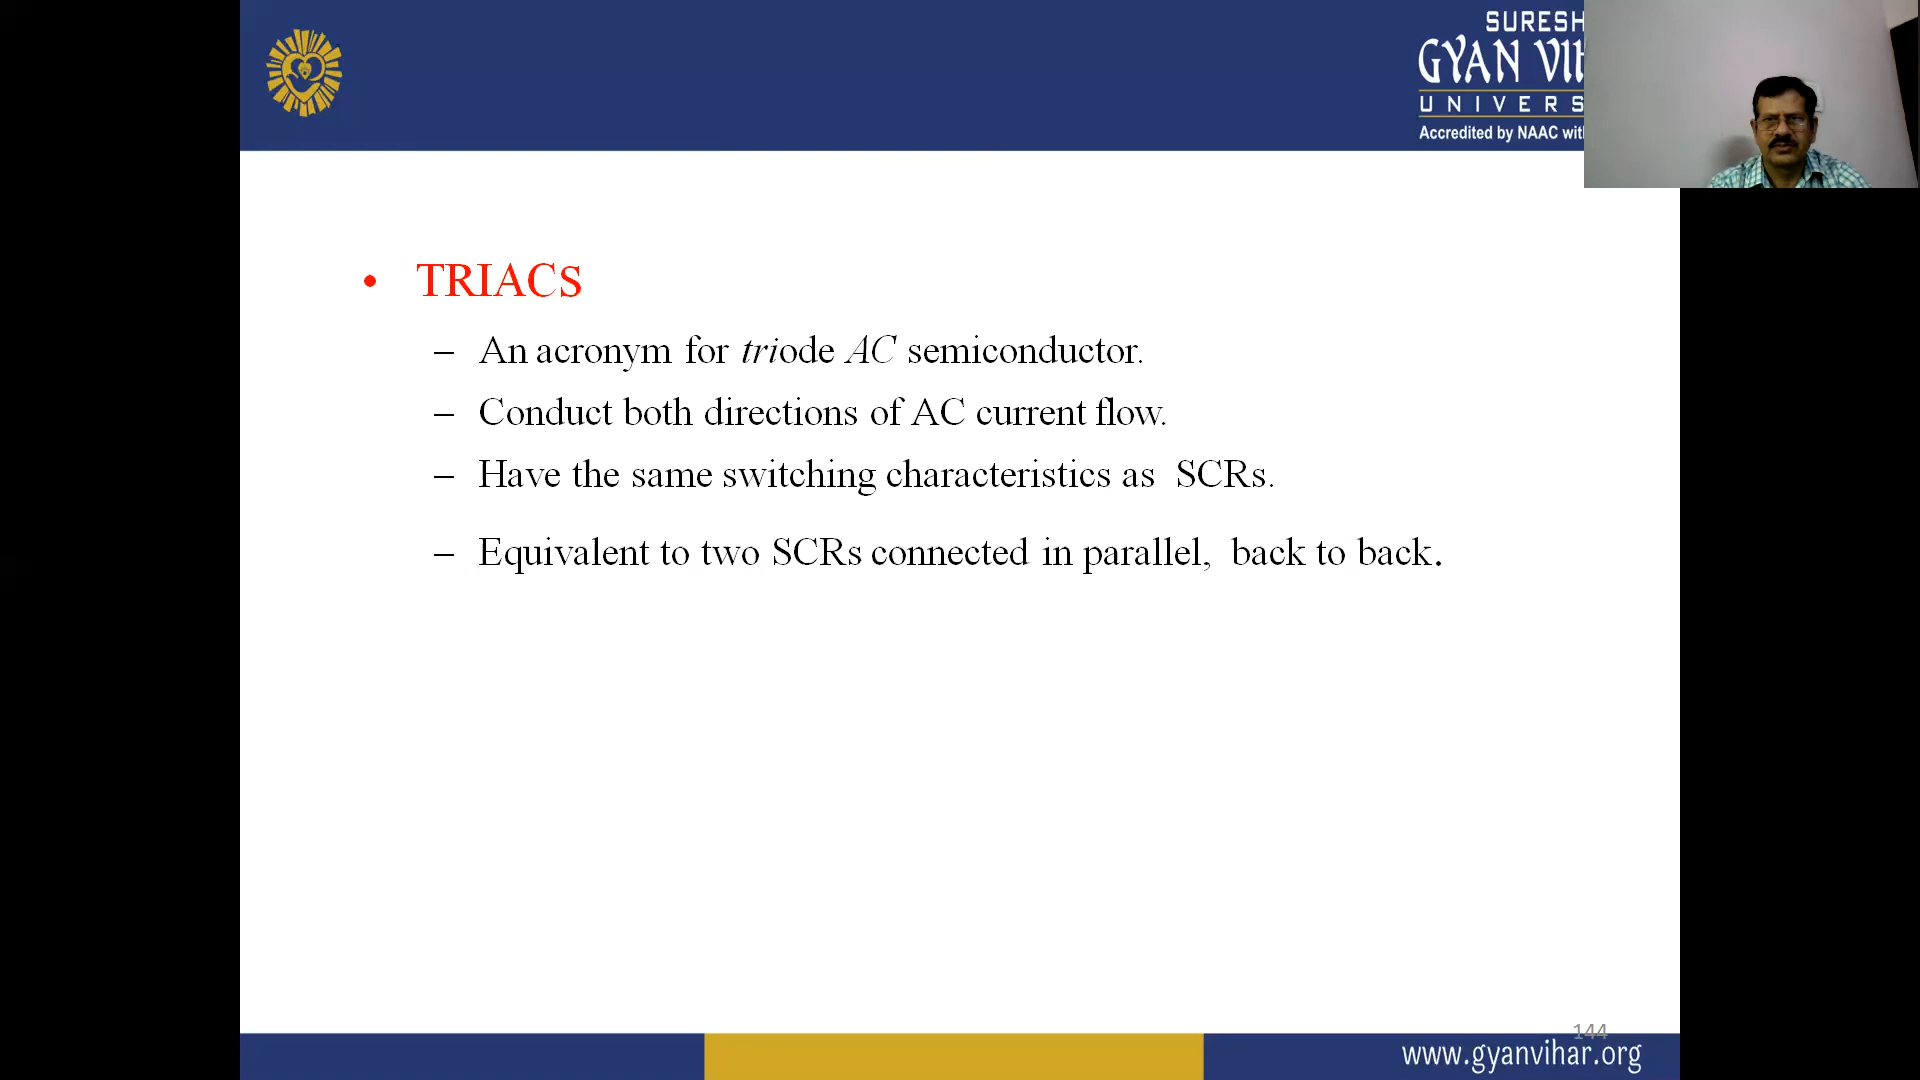 SURESH
GYAN VIH
UNIVERS
Accredited by NAAC with
• TRIACS
– An acronym for triode AC semiconductor.
– Conduct both directions of AC current flow.
– Have the same switching characteristics as SCRs.
– Equivalent to two SCRs connected in parallel, back to back.
144
www.gyanvihar.org